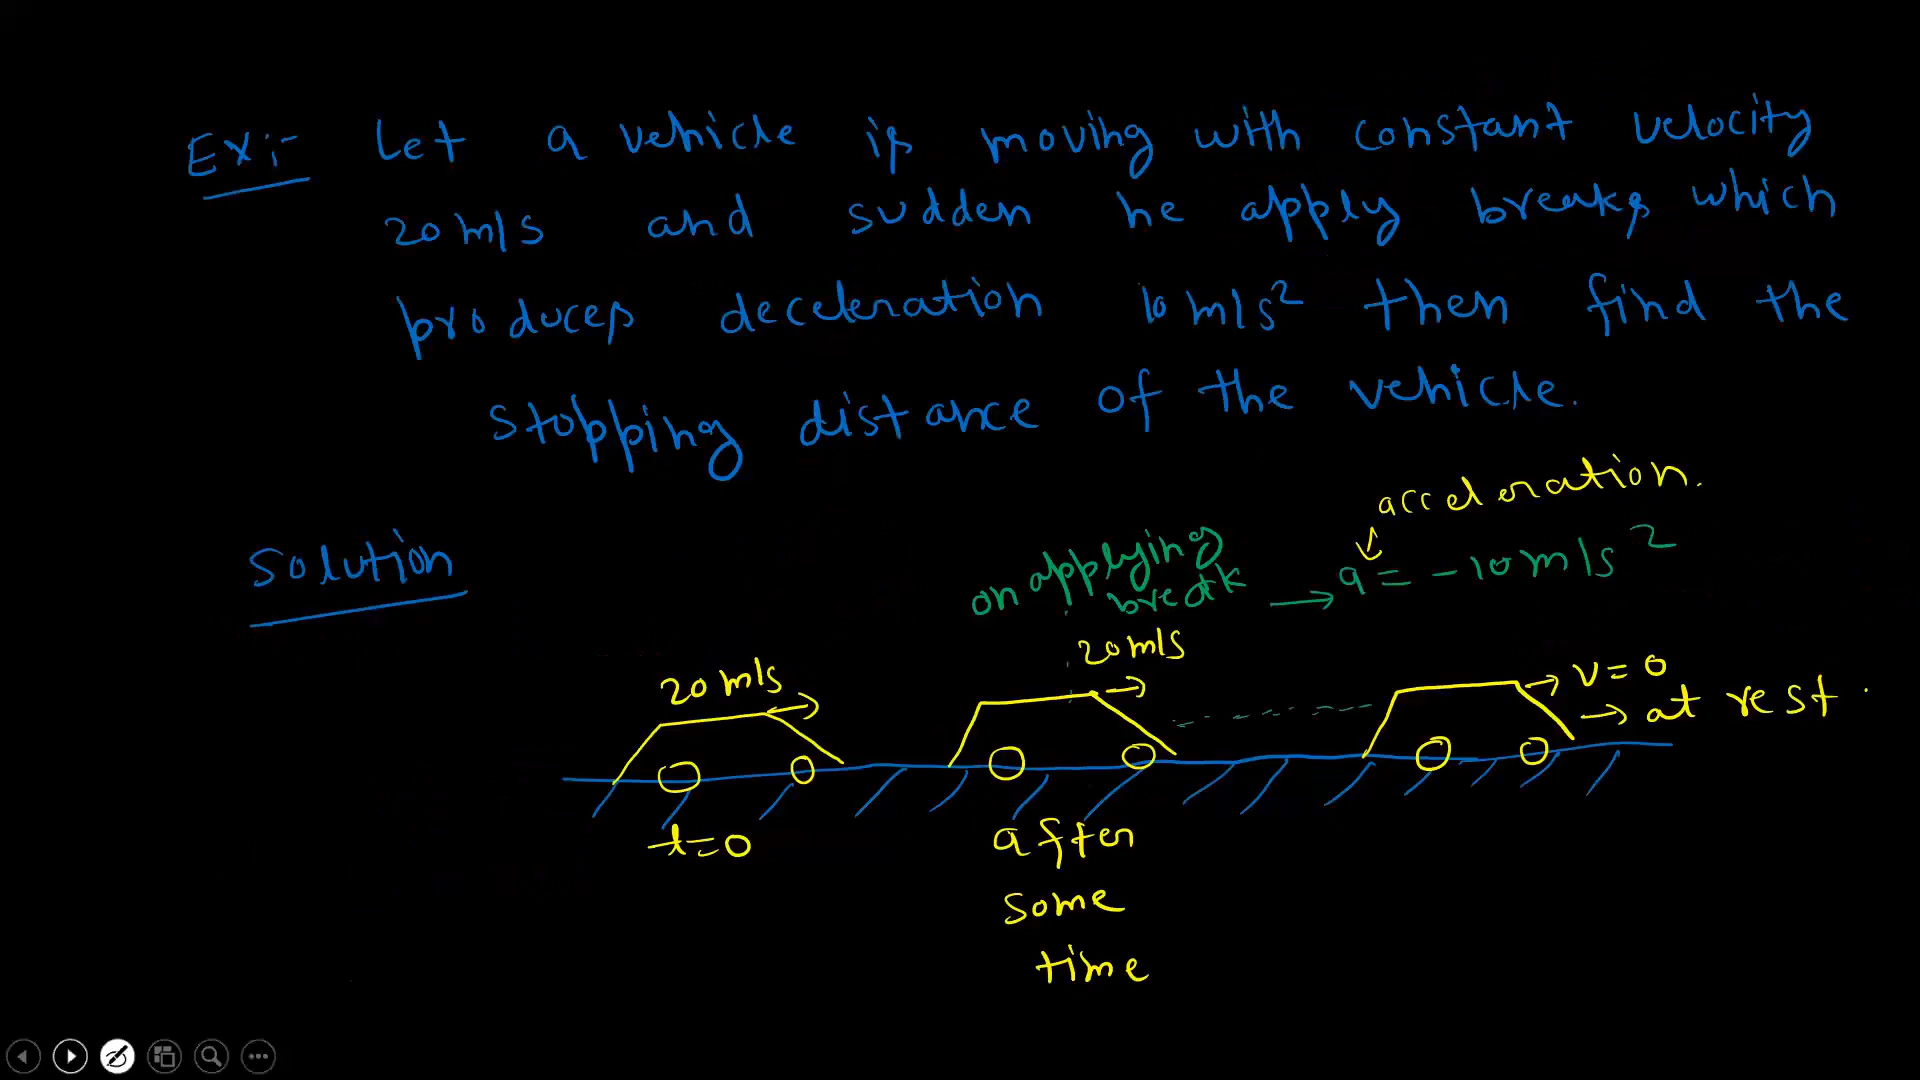 Ex:- Let a vehicle is moving with constant velocity
20 m/s and sudden he apply breaks which
produces deceleration 10 m/s² then find the
stopping distance of the vehicle.
Solution
acceleration.
on applying
break → a = -10 m/s²
20 m/s
20 m/s
→ v = 0
→ at rest.
t=0
after
some
time